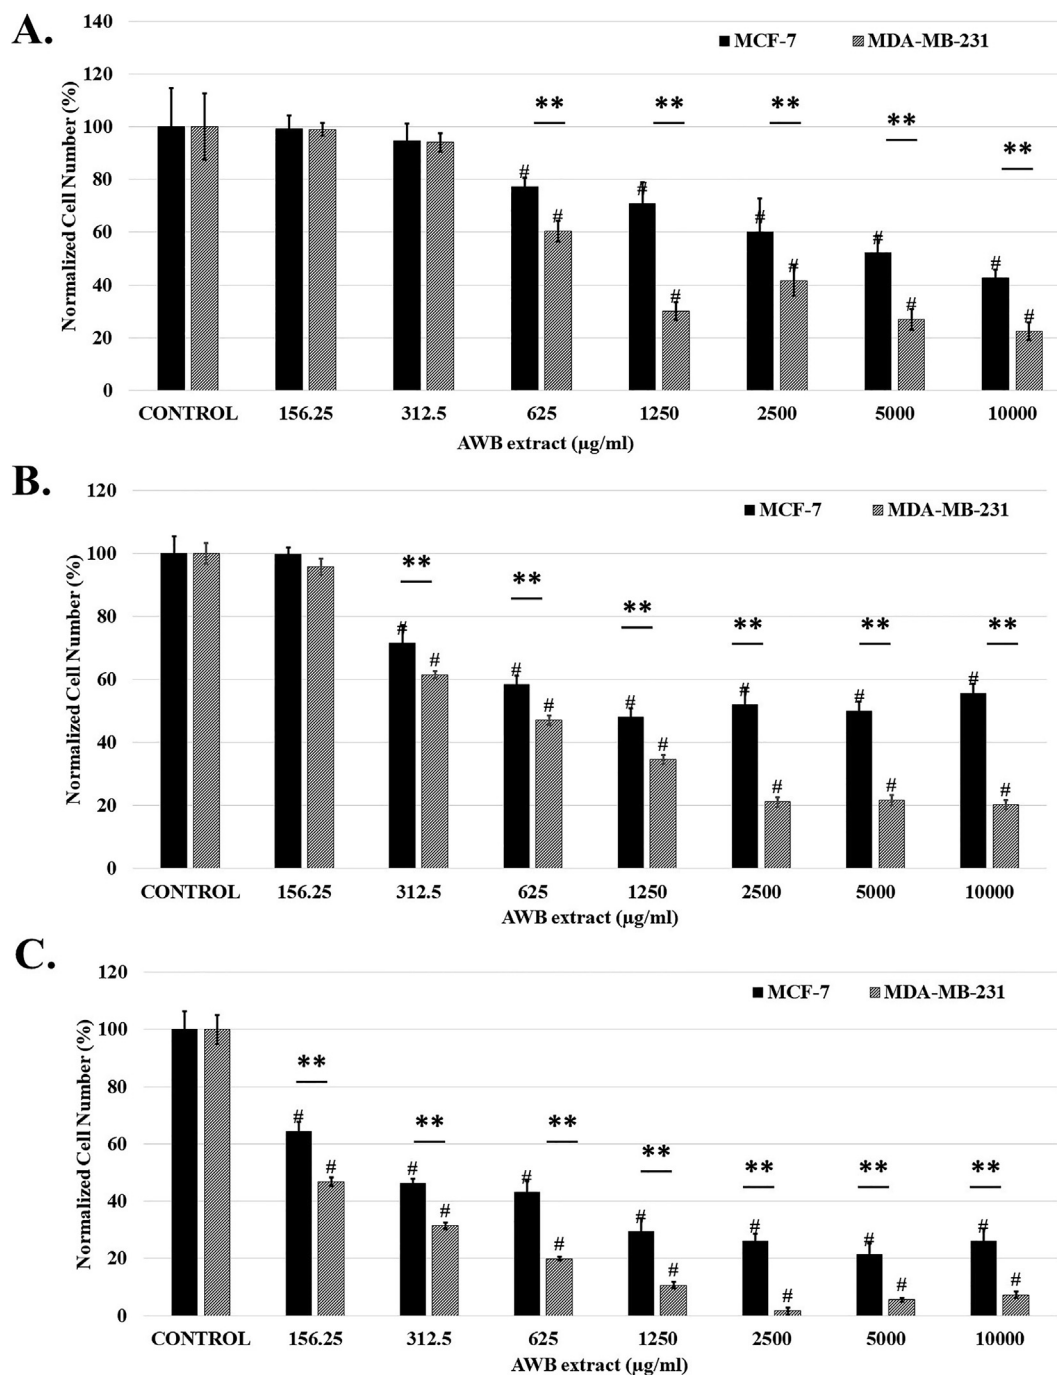 A.
140
MCF-7 MDA-MB-231
120
** ** ** ** **
100
80
60
40
20
0
# # # # # # # # # #
Normalized Cell Number (%)
CONTROL 156.25 312.5 625 1250 2500 5000 10000
AWB extract (µg/ml)
B.
120
MCF-7 MDA-MB-231
100
** ** ** ** ** **
80
60
40
20
0
# # # # # # # # # # # #
Normalized Cell Number (%)
CONTROL 156.25 312.5 625 1250 2500 5000 10000
AWB extract (µg/ml)
C.
120
MCF-7 MDA-MB-231
100
** ** ** ** ** ** **
80
60
40
20
0
# # # # # # # # # # # # # #
Normalized Cell Number (%)
CONTROL 156.25 312.5 625 1250 2500 5000 10000
AWB extract (µg/ml)